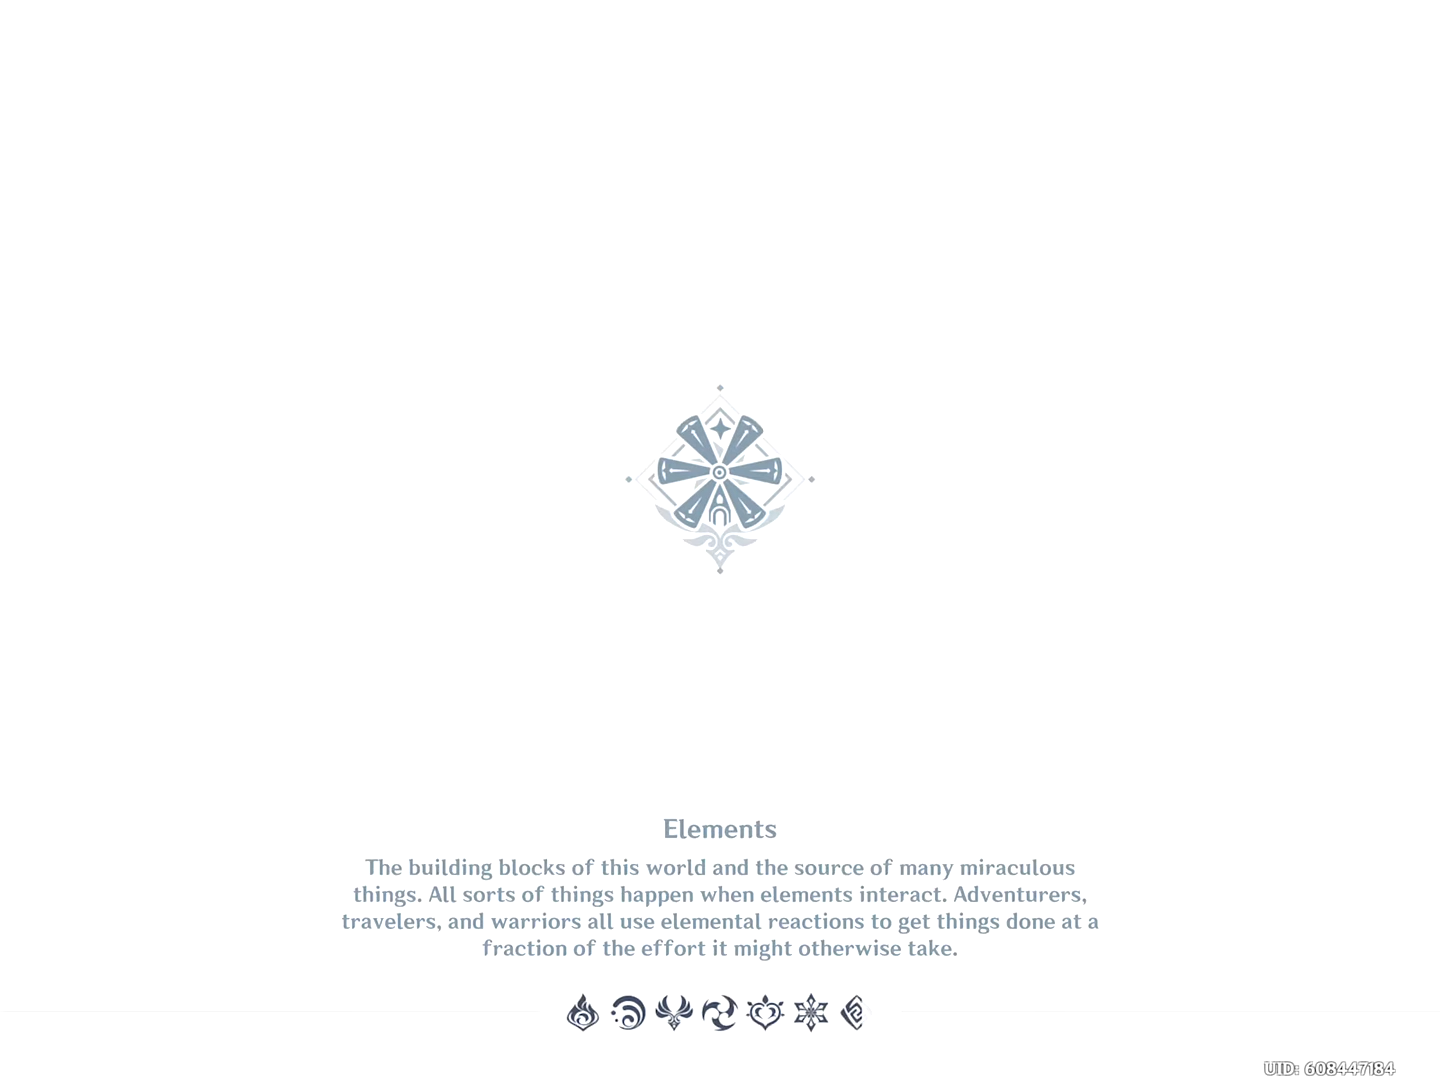 Elements
The building blocks of this world and the source of many miraculous
things. All sorts of things happen when elements interact. Adventurers,
travelers, and warriors all use elemental reactions to get things done at a
fraction of the effort it might otherwise take.
UID: 608447184